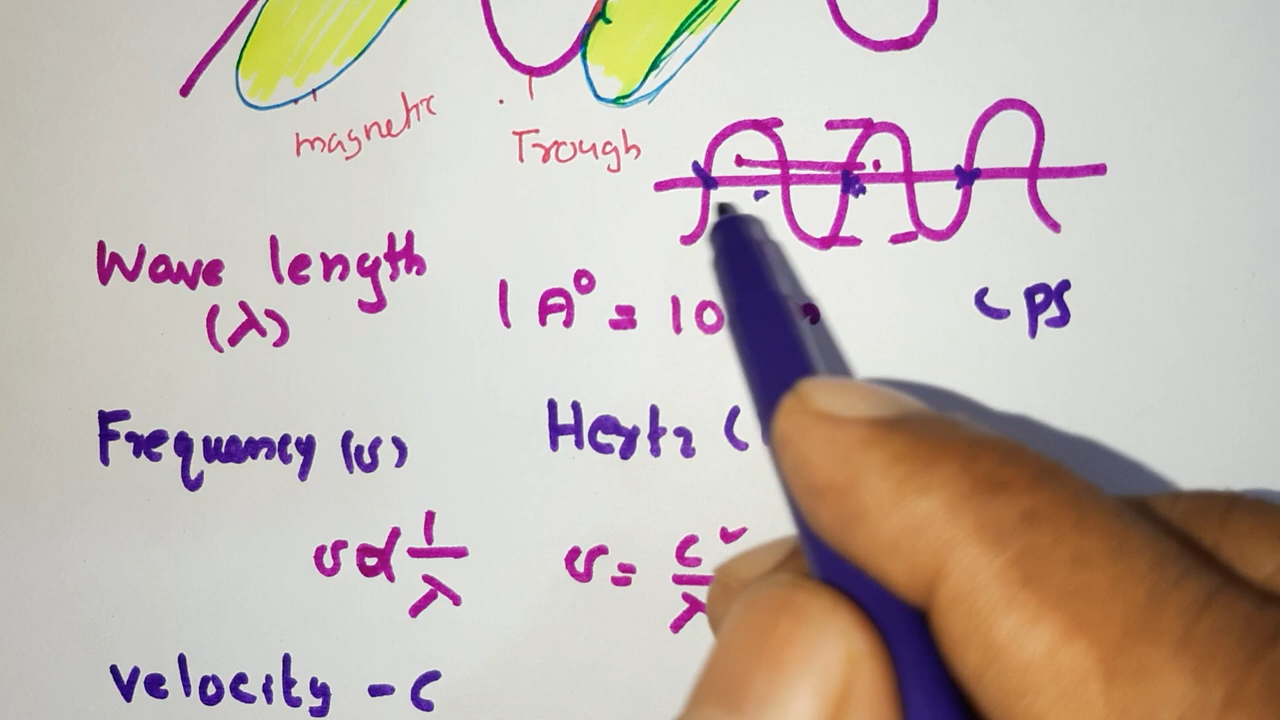 magnetic
Trough
Wave length
(λ)
1 A° = 10
CPS
Frequency (υ)
Hertz (
υ ∝ 1/λ
υ = c/λ
velocity - c